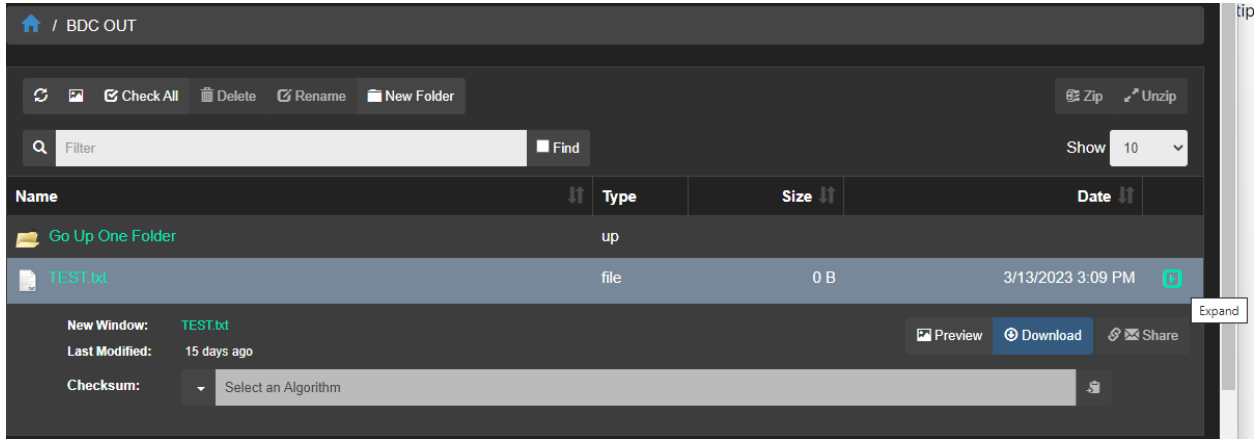 / BDC OUT
tip
Check All Delete Rename New Folder Zip Unzip
Filter Find Show 10
Name Type Size Date
Go Up One Folder up
TEST.txt file 0 B 3/13/2023 3:09 PM
Expand
New Window: TEST.txt Preview Download Share
Last Modified: 15 days ago
Checksum: Select an Algorithm